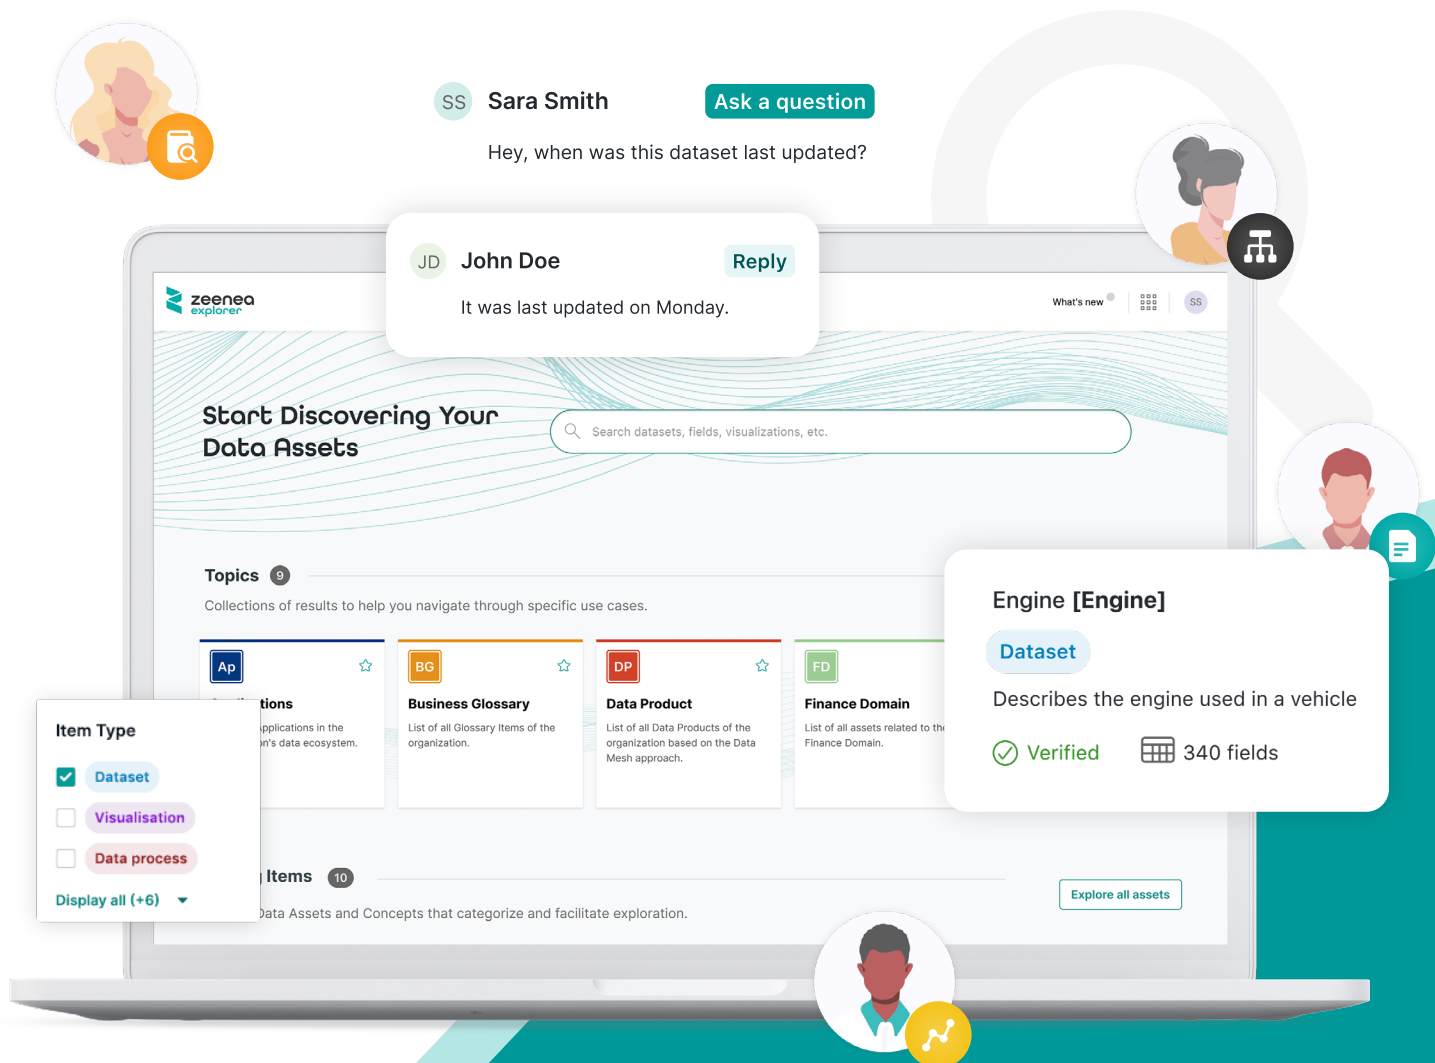 SS Sara Smith Ask a question
Hey, when was this dataset last updated?
JD John Doe Reply
It was last updated on Monday.
zeenea
explorer
What's new SS
Start Discovering Your
Data Assets
Search datasets, fields, visualizations, etc.
Topics 9
Collections of results to help you navigate through specific use cases.
Ap
tions
pplications in the
on's data ecosystem.
BG
Business Glossary
List of all Glossary Items of the
organization.
DP
Data Product
List of all Data Products of the
organization based on the Data
Mesh approach.
FD
Finance Domain
List of all assets related to the
Finance Domain.
Engine [Engine]
Dataset
Describes the engine used in a vehicle
Verified 340 fields
Item Type
Dataset
Visualisation
Data process
Display all (+6)
Items 10
Data Assets and Concepts that categorize and facilitate exploration.
Explore all assets